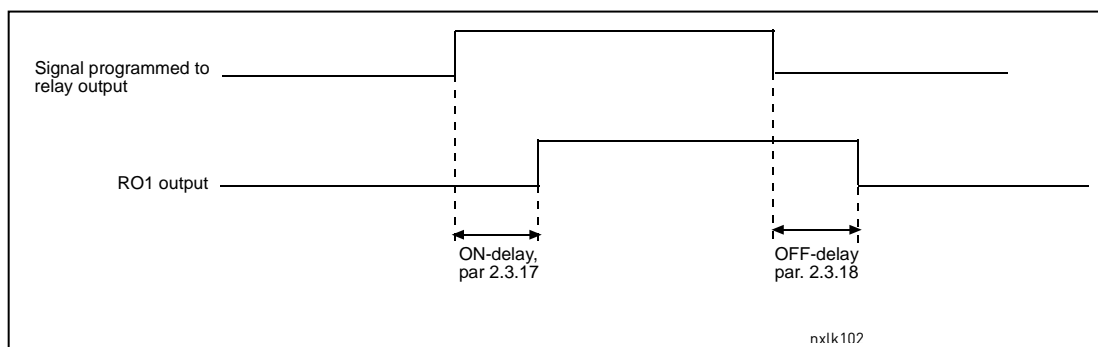 Signal programmed to
relay output
RO1 output
ON-delay,
par 2.3.17
OFF-delay
par. 2.3.18
nxlk102